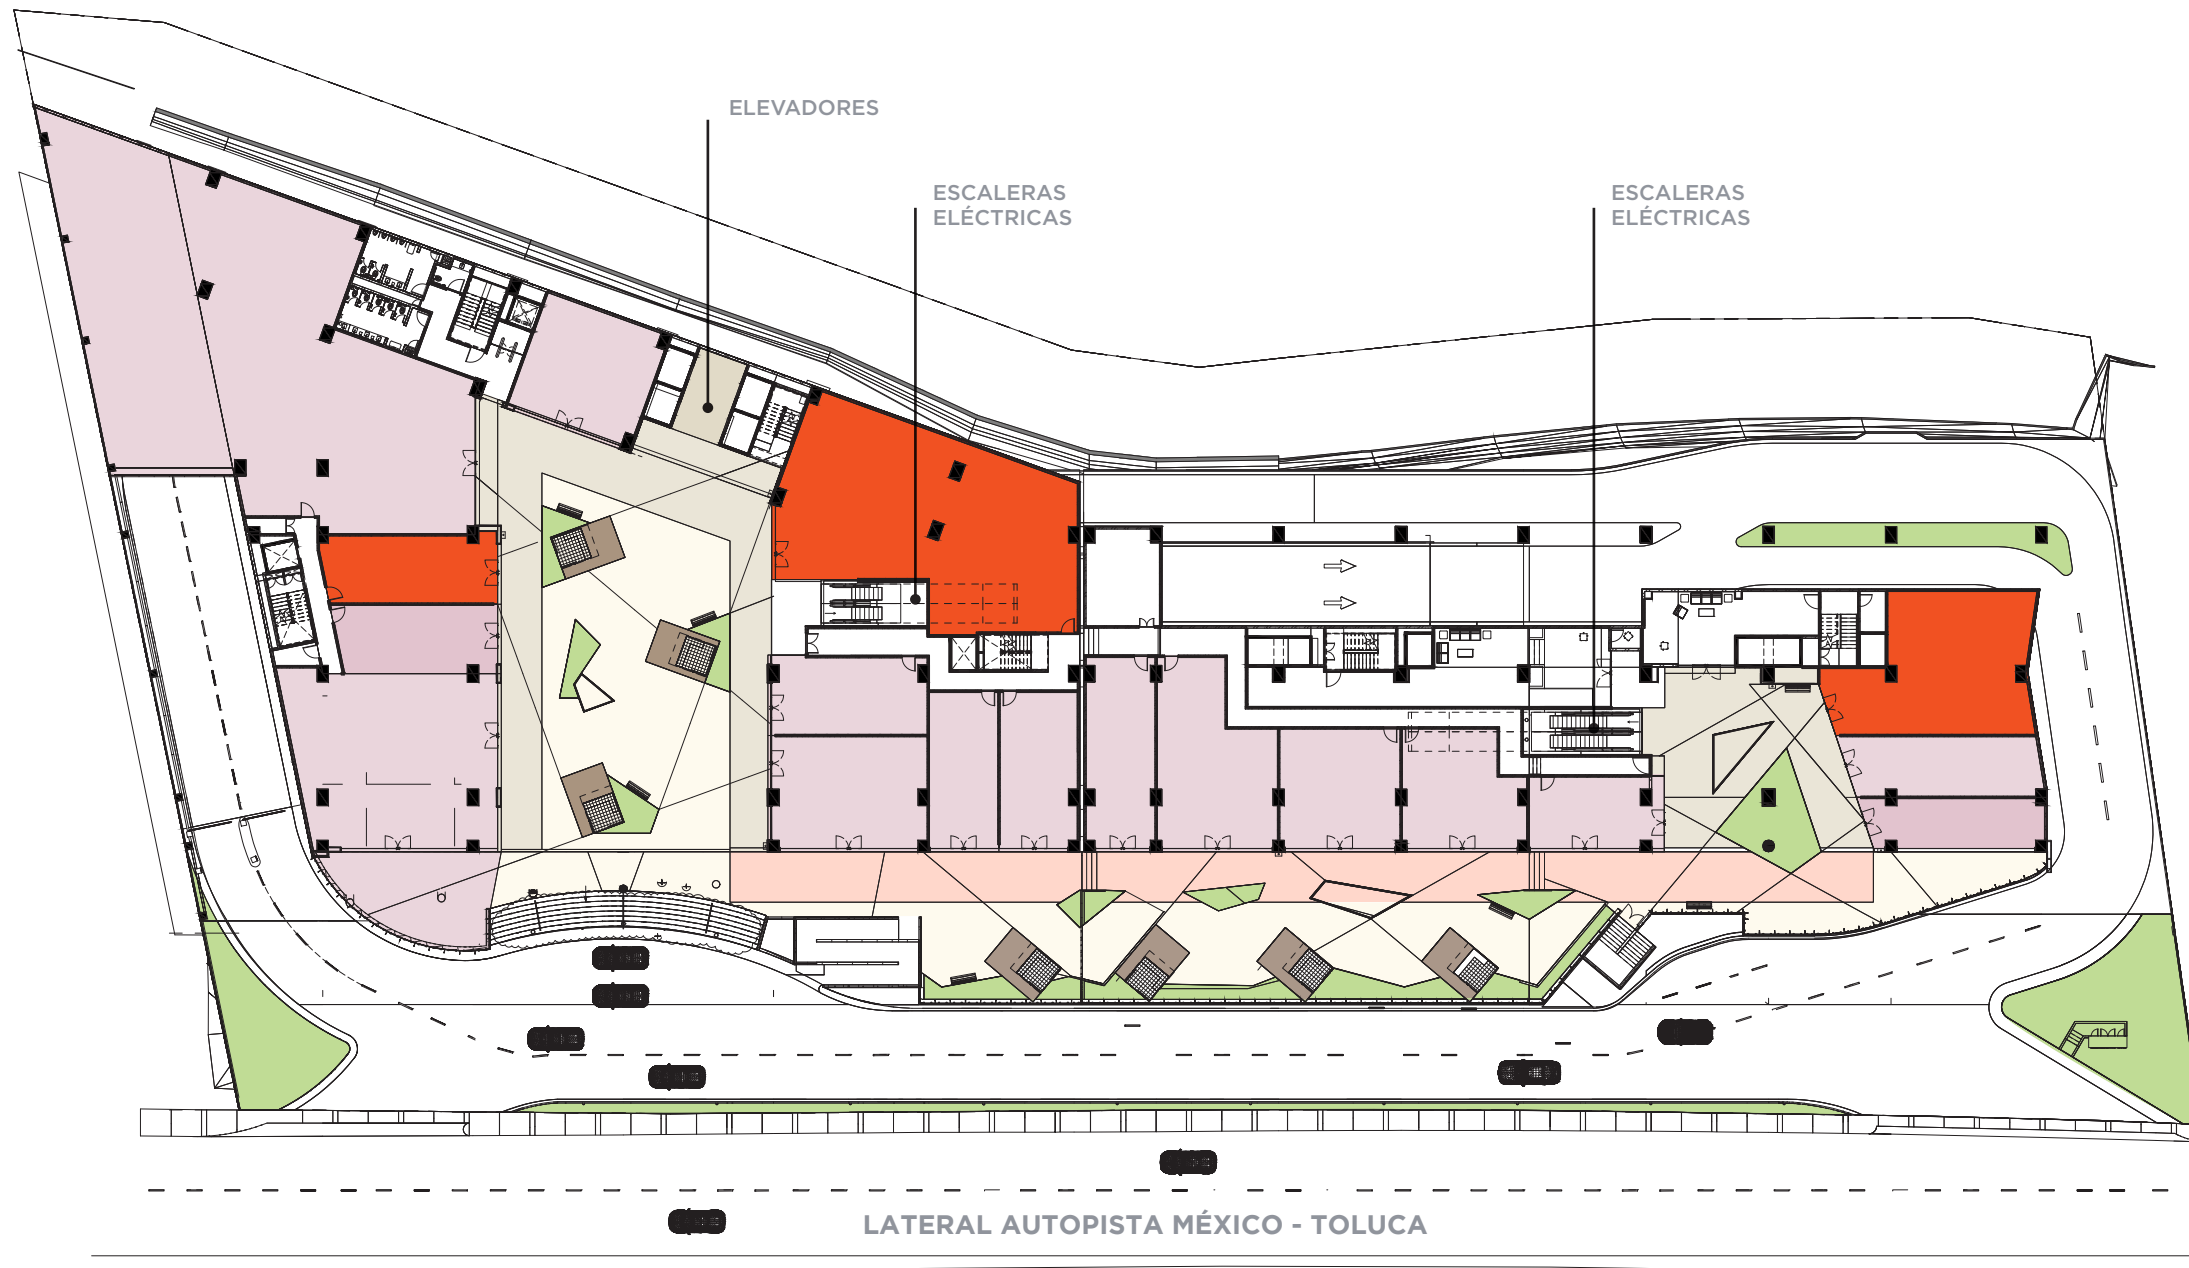 ELEVADORES
ESCALERAS
ELÉCTRICAS
ESCALERAS
ELÉCTRICAS
LATERAL AUTOPISTA MÉXICO - TOLUCA